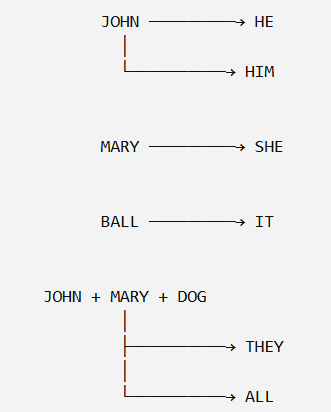 JOHN → HE
→ HIM
MARY → SHE
BALL → IT
JOHN + MARY + DOG
→ THEY
→ ALL